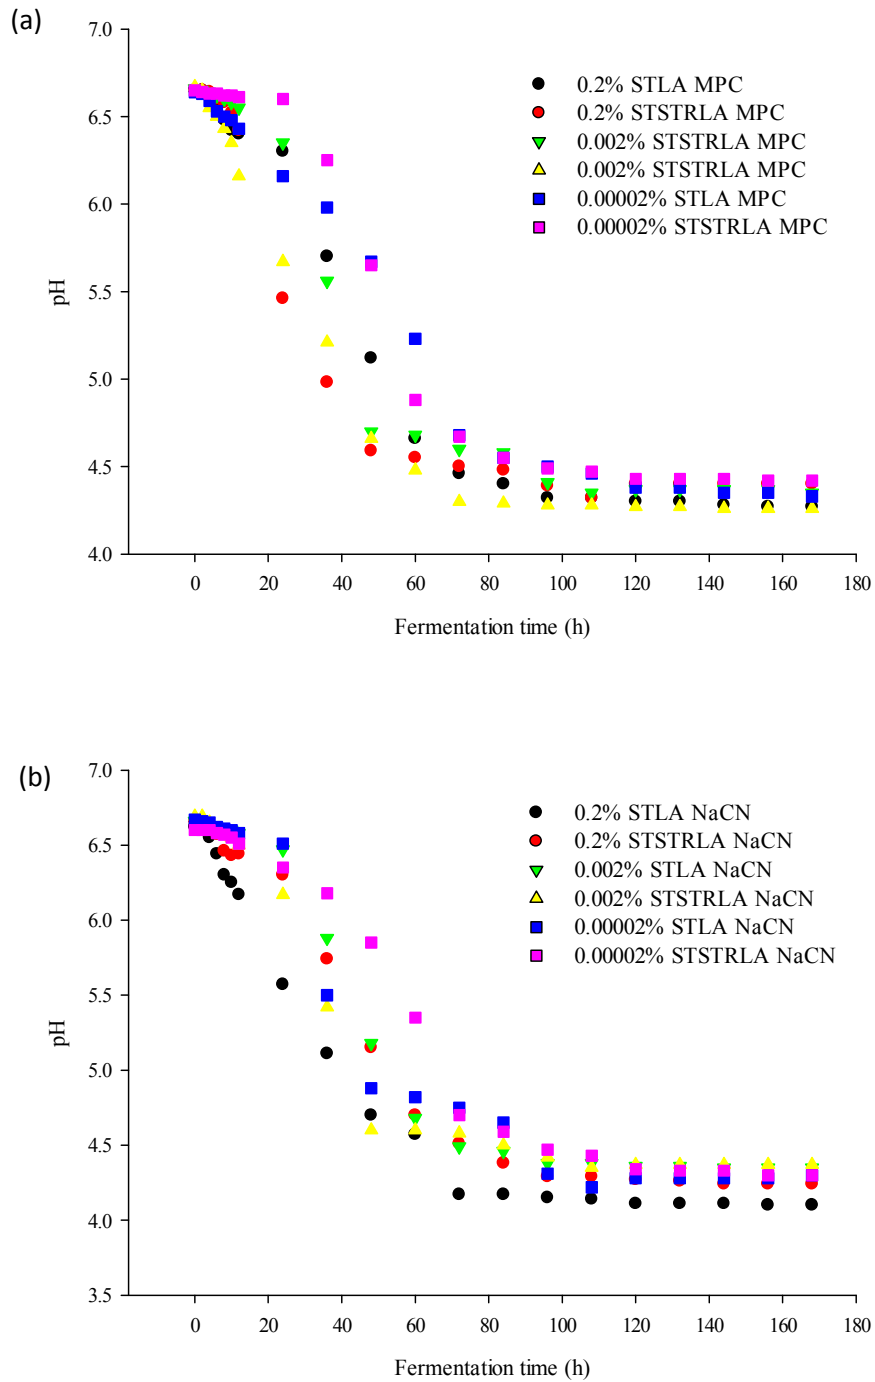 (a)
7.0
6.5
6.0
5.5
5.0
4.5
4.0
pH
0.2% STLA MPC
0.2% STSTRLA MPC
0.002% STSTRLA MPC
0.002% STSTRLA MPC
0.00002% STLA MPC
0.00002% STSTRLA MPC
0 20 40 60 80 100 120 140 160 180
Fermentation time (h)
(b)
7.0
6.5
6.0
5.5
5.0
4.5
4.0
3.5
pH
0.2% STLA NaCN
0.2% STSTRLA NaCN
0.002% STLA NaCN
0.002% STSTRLA NaCN
0.00002% STLA NaCN
0.00002% STSTRLA NaCN
0 20 40 60 80 100 120 140 160 180
Fermentation time (h)